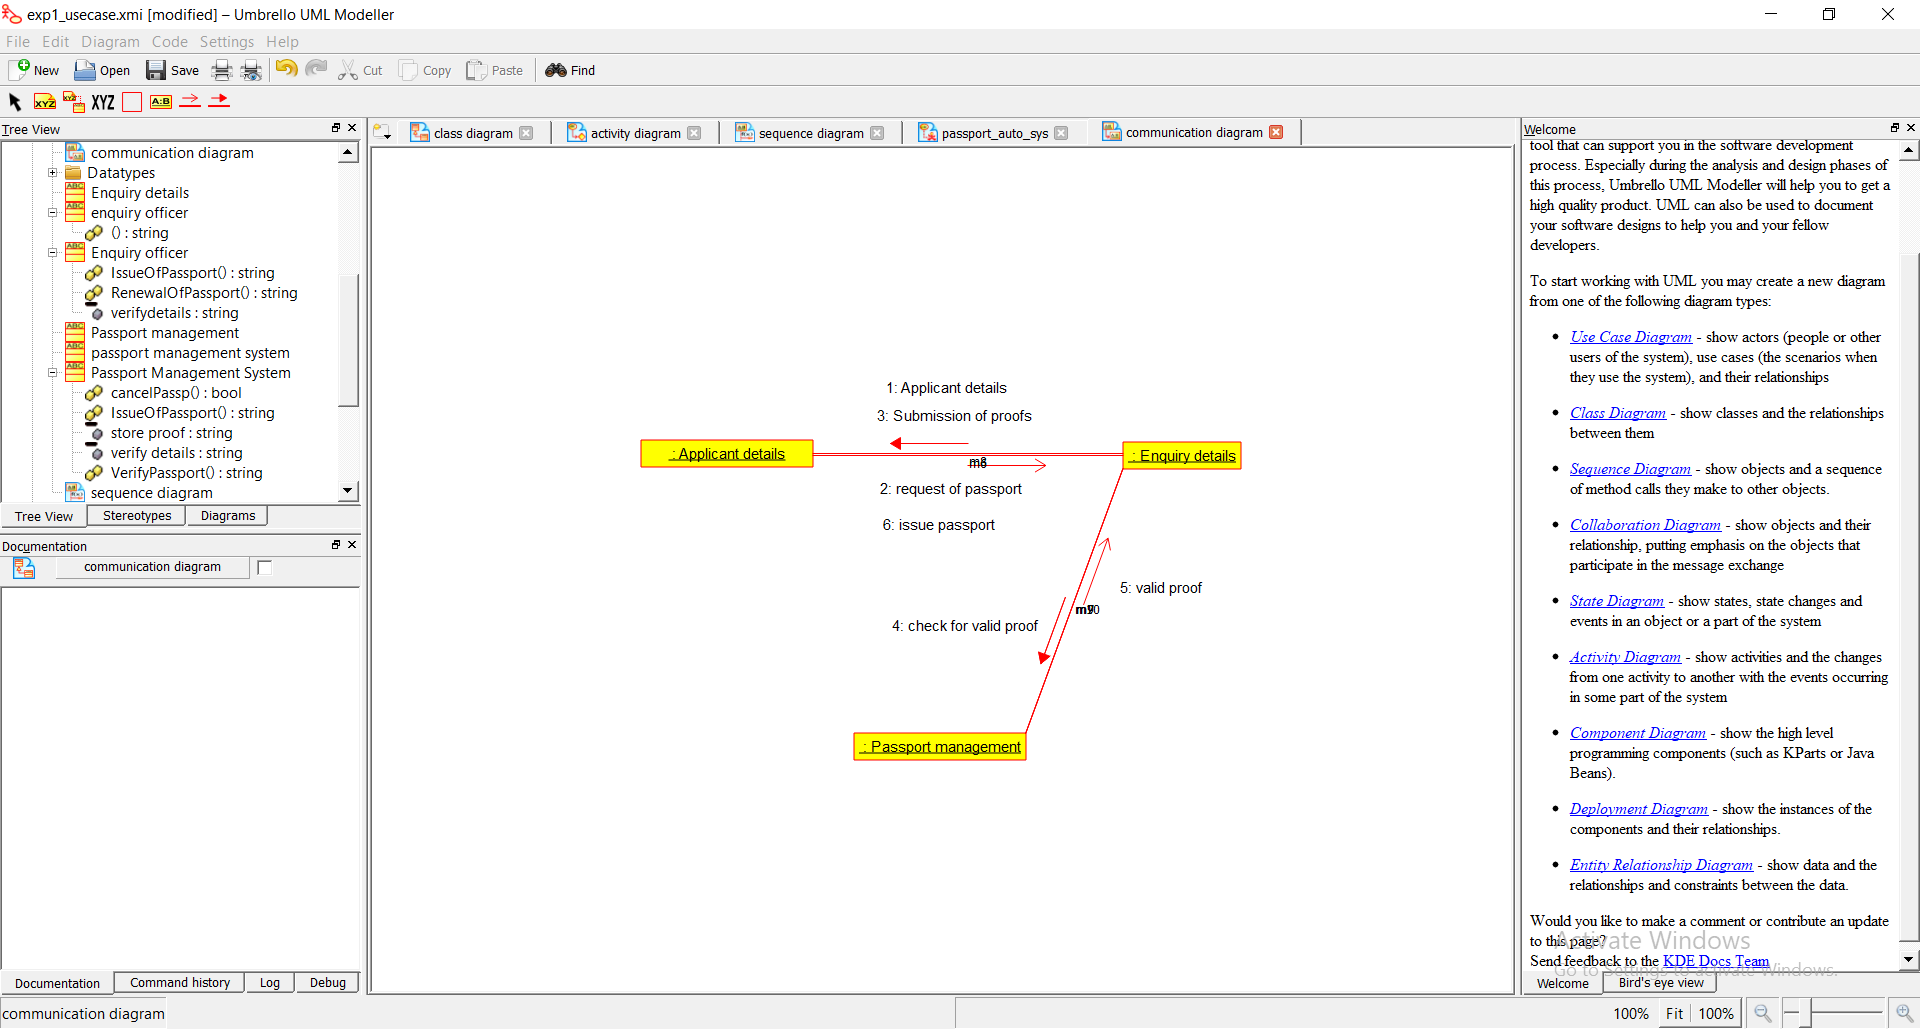 exp1_usecase.xmi [modified] – Umbrello UML Modeller
File Edit Diagram Code Settings Help
New Open Save Cut Copy Paste Find
XYZ XYZ XYZ A:B
Tree View
communication diagram
Datatypes
Enquiry details
enquiry officer
() : string
Enquiry officer
IssueOfPassport() : string
RenewalOfPassport() : string
verifydetails : string
Passport management
passport management system
Passport Management System
cancelPassp() : bool
IssueOfPassport() : string
store proof : string
verify details : string
VerifyPassport() : string
sequence diagram
Tree View Stereotypes Diagrams
Documentation
communication diagram
Documentation Command history Log Debug
communication diagram
class diagram activity diagram sequence diagram passport_auto_sys communication diagram
1: Applicant details
3: Submission of proofs
: Applicant details
: Enquiry details
2: request of passport
6: issue passport
5: valid proof
4: check for valid proof
: Passport management
Welcome
tool that can support you in the software development
process. Especially during the analysis and design phases of
this process, Umbrello UML Modeller will help you to get a
high quality product. UML can also be used to document
your software designs to help you and your fellow
developers.
To start working with UML you may create a new diagram
from one of the following diagram types:
Use Case Diagram - show actors (people or other
users of the system), use cases (the scenarios when
they use the system), and their relationships
Class Diagram - show classes and the relationships
between them
Sequence Diagram - show objects and a sequence
of method calls they make to other objects.
Collaboration Diagram - show objects and their
relationship, putting emphasis on the objects that
participate in the message exchange
State Diagram - show states, state changes and
events in an object or a part of the system
Activity Diagram - show activities and the changes
from one activity to another with the events occurring
in some part of the system
Component Diagram - show the high level
programming components (such as KParts or Java
Beans).
Deployment Diagram - show the instances of the
components and their relationships.
Entity Relationship Diagram - show data and the
relationships and constraints between the data.
Would you like to make a comment or contribute an update
to this page?
Send feedback to the KDE Docs Team
Activate Windows
Go to Settings to activate Windows.
Welcome Bird's eye view
100% Fit 100%